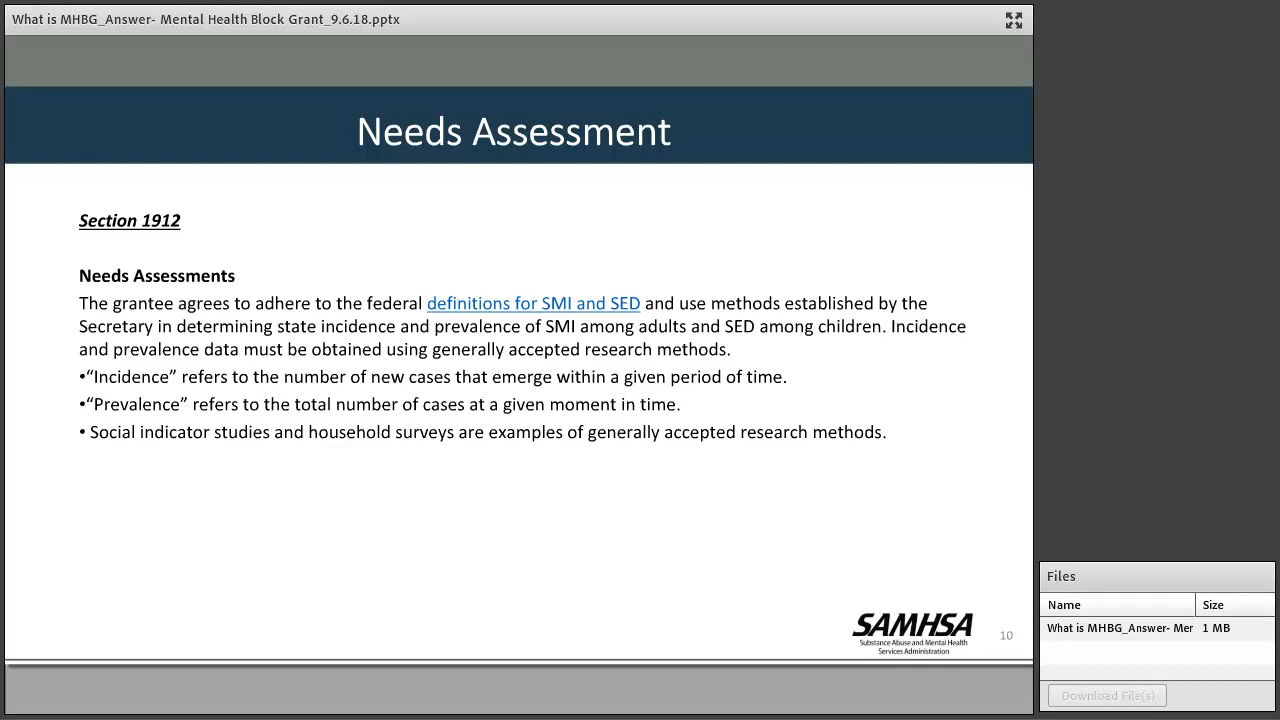 What is MHBG_Answer- Mental Health Block Grant_9.6.18.pptx
Needs Assessment
Section 1912
Needs Assessments
The grantee agrees to adhere to the federal definitions for SMI and SED and use methods established by the
Secretary in determining state incidence and prevalence of SMI among adults and SED among children. Incidence
and prevalence data must be obtained using generally accepted research methods.
•“Incidence” refers to the number of new cases that emerge within a given period of time.
•“Prevalence” refers to the total number of cases at a given moment in time.
• Social indicator studies and household surveys are examples of generally accepted research methods.
SAMHSA
Substance Abuse and Mental Health
Services Administration
10
Files
Name Size
What is MHBG_Answer- Mer 1 MB
Download File(s)